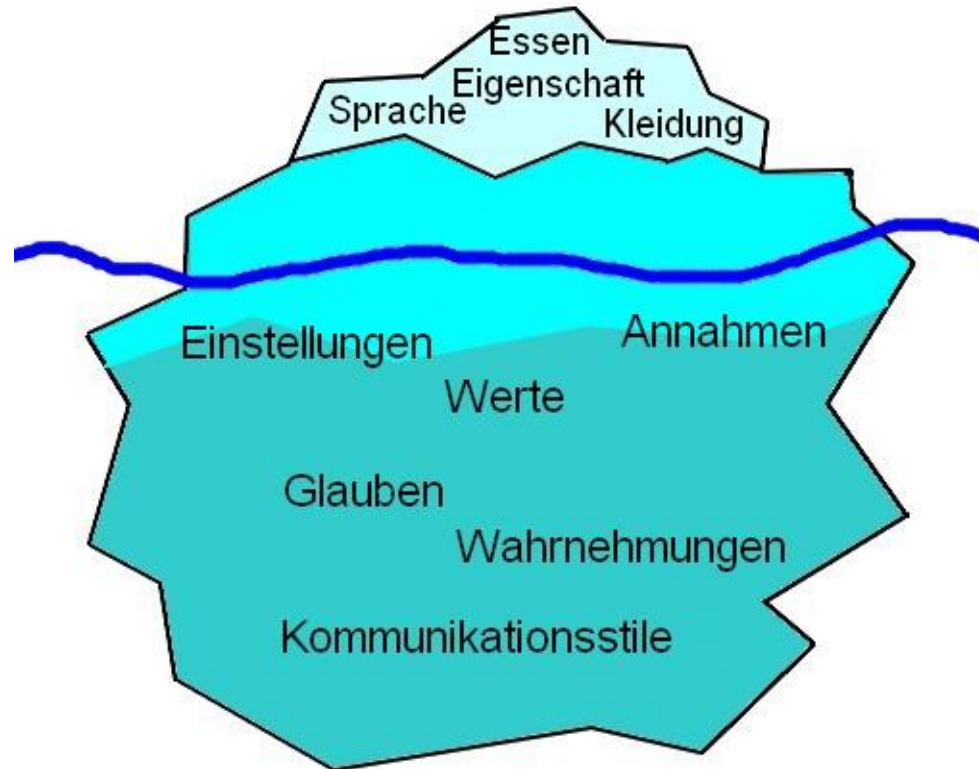 Essen
Eigenschaft
Sprache
Kleidung
Einstellungen
Annahmen
Werte
Glauben
Wahrnehmungen
Kommunikationsstile